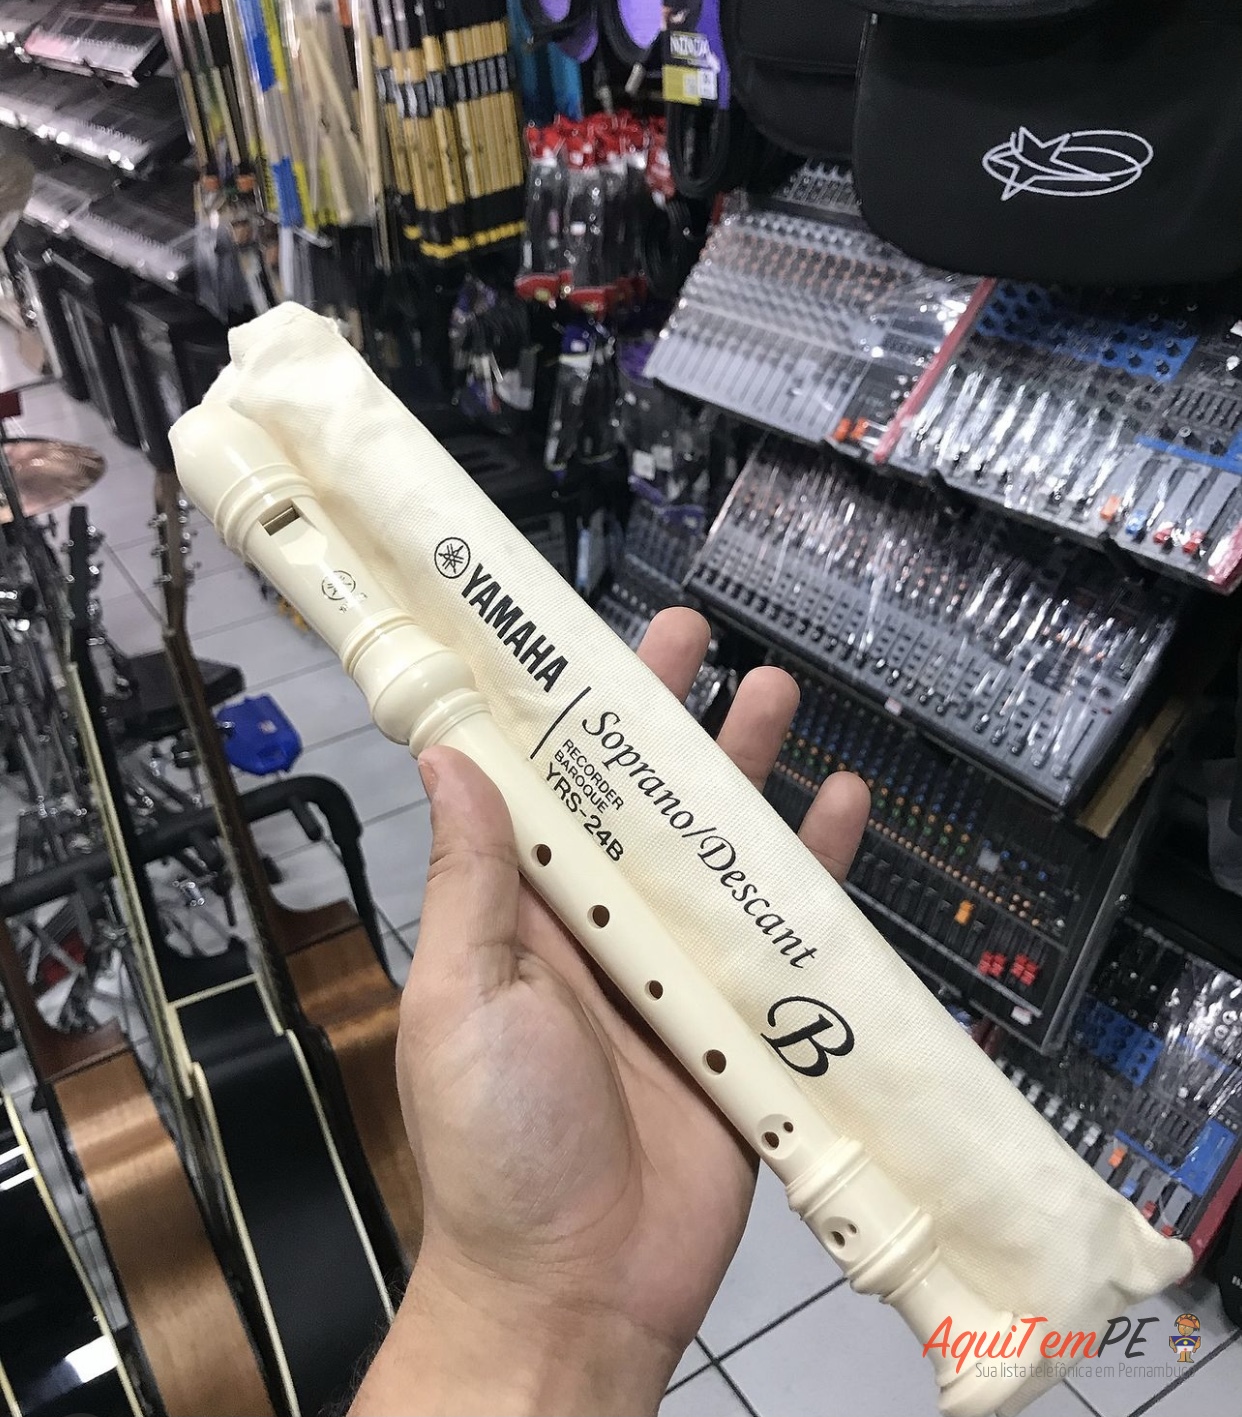 YAMAHA
Soprano/Descant
RECORDER
BAROQUE
YRS-24B
B
AquiTemPE
Sua lista telefônica em Pernambuco